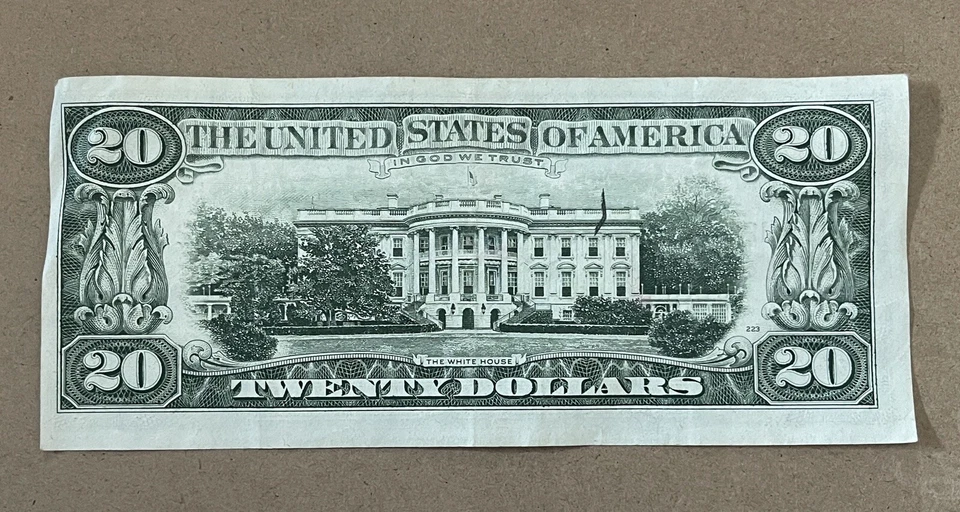 20 THE UNITED STATES OF AMERICA 20
IN GOD WE TRUST
223
THE WHITE HOUSE
20 TWENTY DOLLARS 20